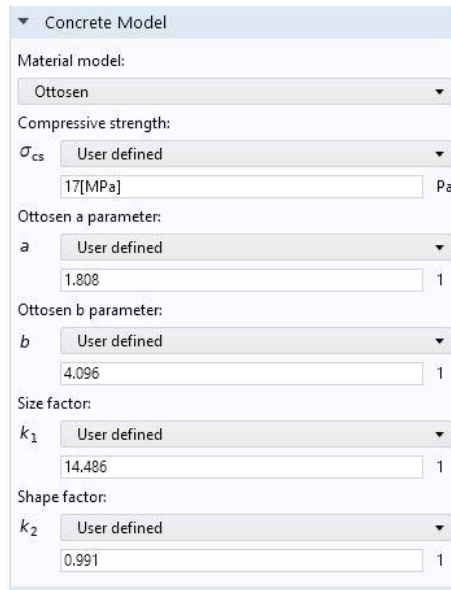 Concrete Model
Material model:
Ottosen
Compressive strength:
σcs User defined
17[MPa] Pa
Ottosen a parameter:
a User defined
1.808 1
Ottosen b parameter:
b User defined
4.096 1
Size factor:
k1 User defined
14.486 1
Shape factor:
k2 User defined
0.991 1